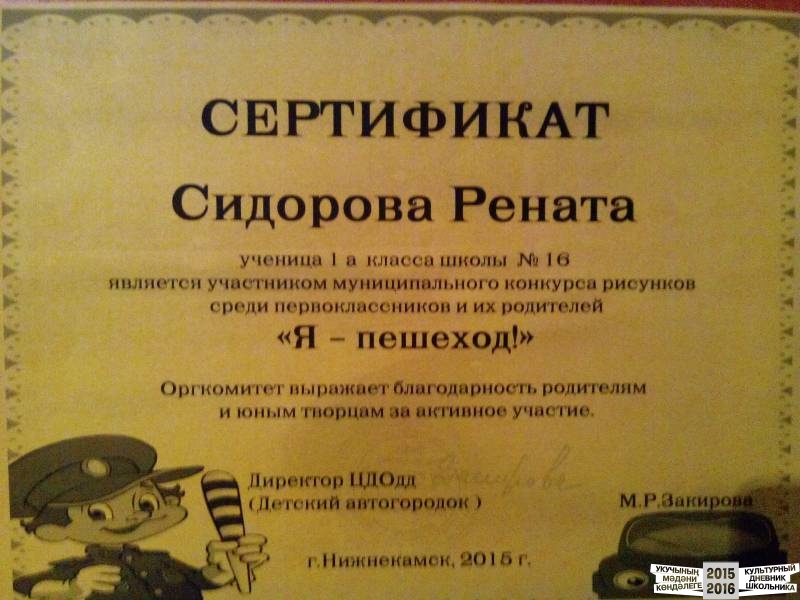 СЕРТИФИКАТ
Сидорова Рената
ученица 1 а класса школы № 16
является участником муниципального конкурса рисунков
среди первоклассников и их родителей
«Я – пешеход!»
Оргкомитет выражает благодарность родителям
и юным творцам за активное участие.
Директор ЦДОдд
(Детский автогородок )
М.Р.Закирова
г.Нижнекамск, 2015 г.
УКУЧЫНЫҢ
МӘДӘНИ
КӨНДӘЛЕГЕ
2015
2016
КУЛЬТУРНЫЙ
ДНЕВНИК
ШКОЛЬНИКА